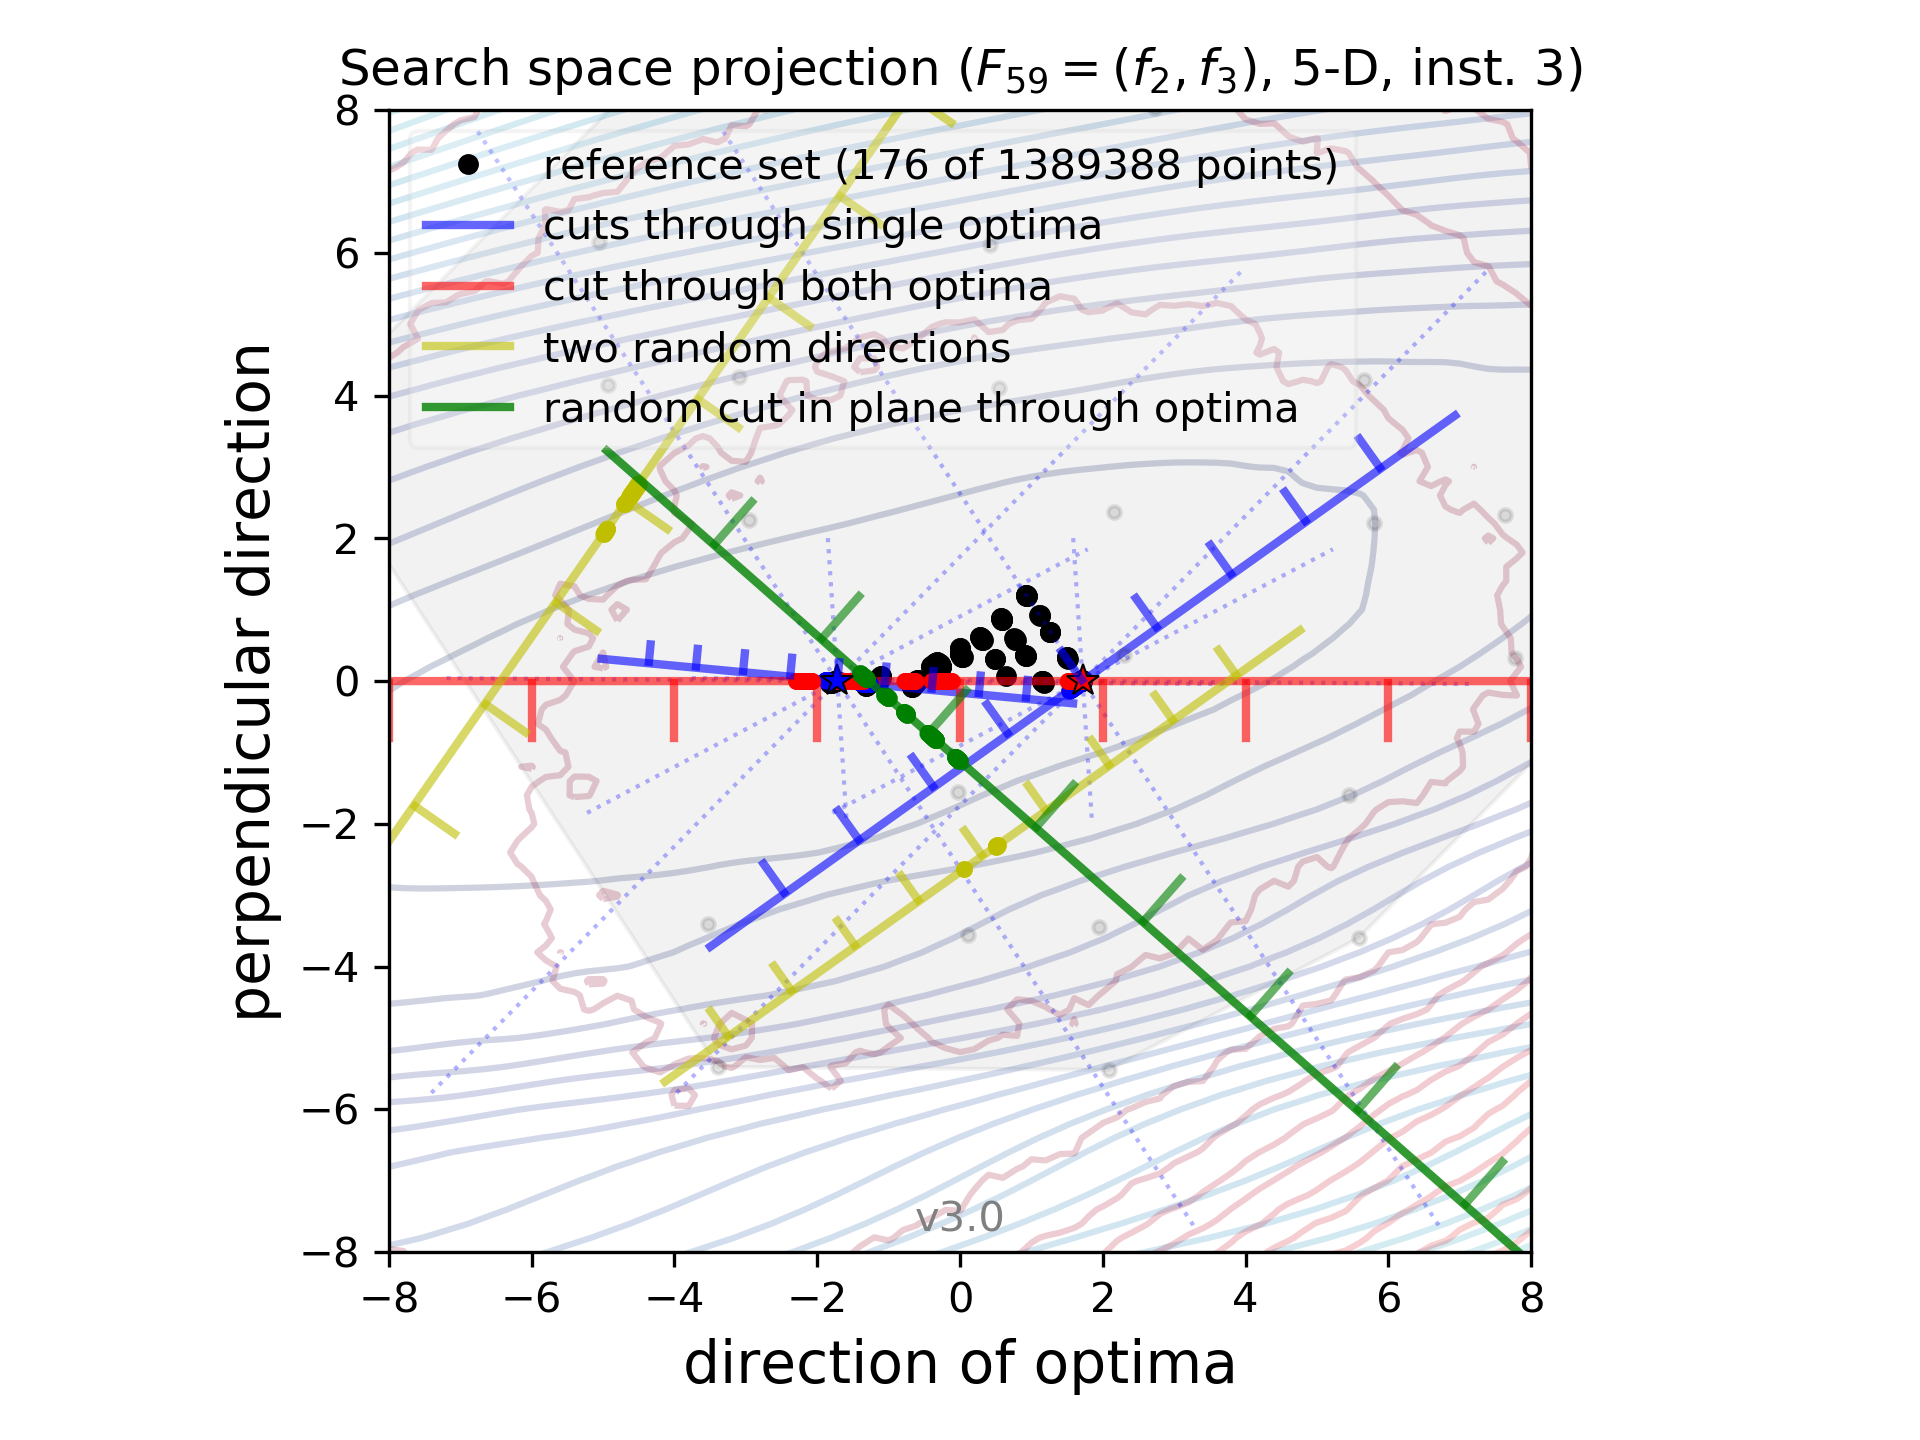 Search space projection (F₅₉ = (f₂, f₃), 5-D, inst. 3)
8
6
4
2
0
−2
−4
−6
−8
perpendicular direction
reference set (176 of 1389388 points)
cuts through single optima
cut through both optima
two random directions
random cut in plane through optima
v3.0
−8 −6 −4 −2 0 2 4 6 8
direction of optima